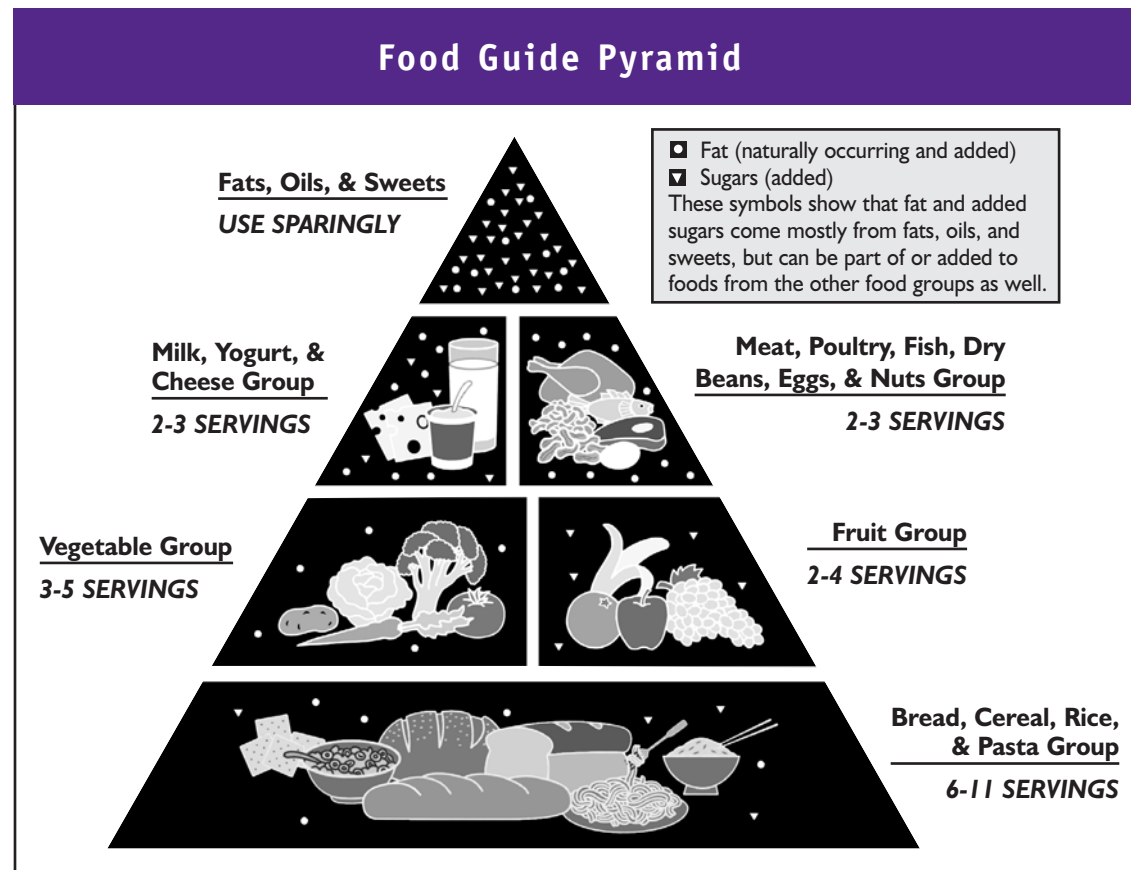 Food Guide Pyramid
Fat (naturally occurring and added)
Sugars (added)
These symbols show that fat and added
sugars come mostly from fats, oils, and
sweets, but can be part of or added to
foods from the other food groups as well.
Fats, Oils, & Sweets
USE SPARINGLY
Milk, Yogurt, &
Cheese Group
2-3 SERVINGS
Meat, Poultry, Fish, Dry
Beans, Eggs, & Nuts Group
2-3 SERVINGS
Vegetable Group
3-5 SERVINGS
Fruit Group
2-4 SERVINGS
Bread, Cereal, Rice,
& Pasta Group
6-11 SERVINGS